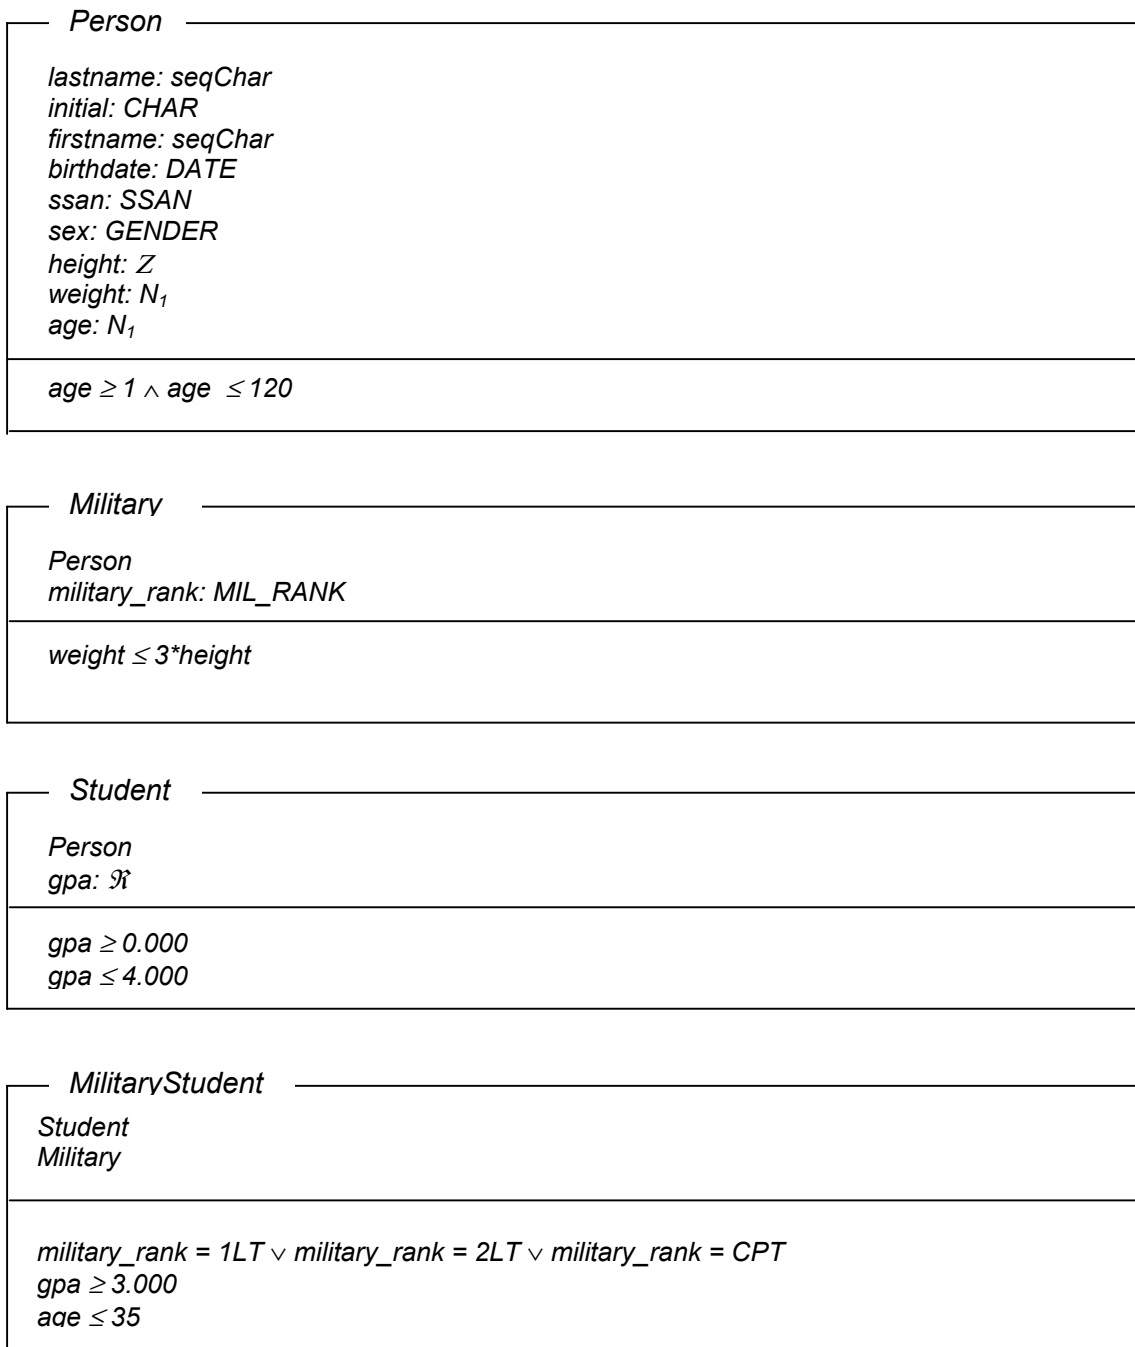 Person
lastname: seqChar
initial: CHAR
firstname: seqChar
birthdate: DATE
ssan: SSAN
sex: GENDER
height: Z
weight: N₁
age: N₁
age ≥ 1 ∧ age ≤ 120
Military
Person
military_rank: MIL_RANK
weight ≤ 3*height
Student
Person
gpa: ℜ
gpa ≥ 0.000
gpa ≤ 4.000
MilitaryStudent
Student
Military
military_rank = 1LT ∨ military_rank = 2LT ∨ military_rank = CPT
gpa ≥ 3.000
age ≤ 35